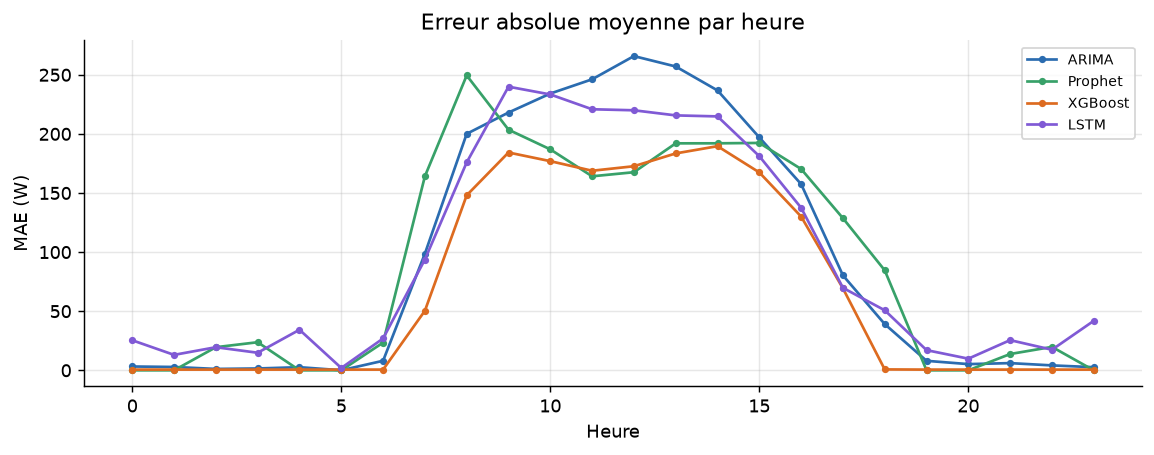 Erreur absolue moyenne par heure
MAE (W)
250
200
150
100
50
0
0
5
10
15
20
Heure
ARIMA
Prophet
XGBoost
LSTM